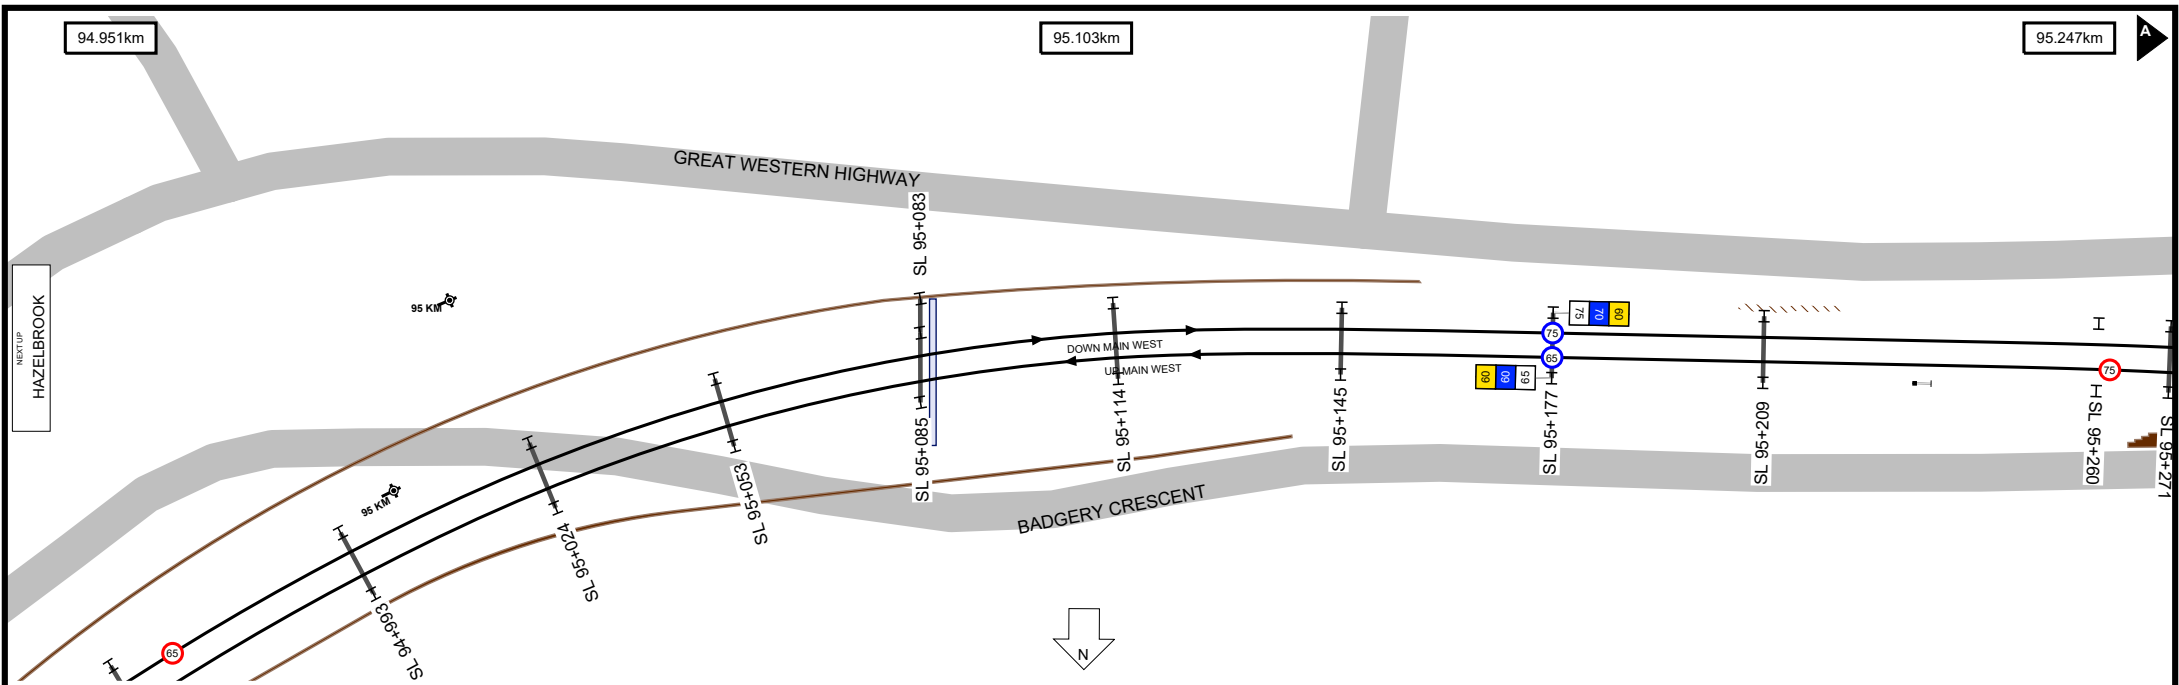 94.951km
95.103km
95.247km
A
GREAT WESTERN HIGHWAY
SL 95+083
NEXT UP
HAZELBROOK
95 KM
75
70
60
75
DOWN MAIN WEST
65
UP MAIN WEST
75
60
60
65
SL 95+085
SL 95+114
SL 95+145
SL 95+177
SL 95+209
SL 95+260
SL 95+271
95 KM
SL 95+053
SL 95+024
BADGERY CRESCENT
SL 94+993
65
N